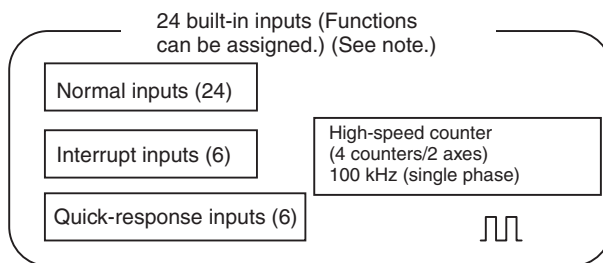 24 built-in inputs (Functions
can be assigned.) (See note.)
Normal inputs (24)
Interrupt inputs (6)
Quick-response inputs (6)
High-speed counter
(4 counters/2 axes)
100 kHz (single phase)